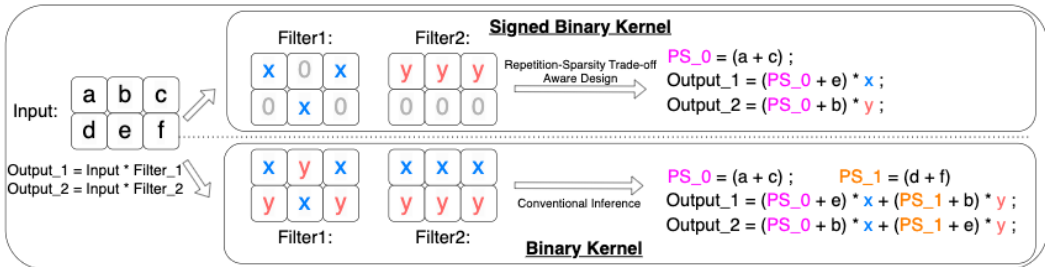 Signed Binary Kernel
Filter1: Filter2:
x 0 x y y y
0 x 0 0 0 0
Repetition-Sparsity Trade-off
Aware Design
PS_0 = (a + c) ;
Output_1 = (PS_0 + e) * x ;
Output_2 = (PS_0 + b) * y ;
Input:
a b c
d e f
Output_1 = Input * Filter_1
Output_2 = Input * Filter_2
x y x x x x
y x y y y y
Filter1: Filter2:
Conventional Inference
PS_0 = (a + c) ; PS_1 = (d + f)
Output_1 = (PS_0 + e) * x + (PS_1 + b) * y ;
Output_2 = (PS_0 + b) * x + (PS_1 + e) * y ;
Binary Kernel